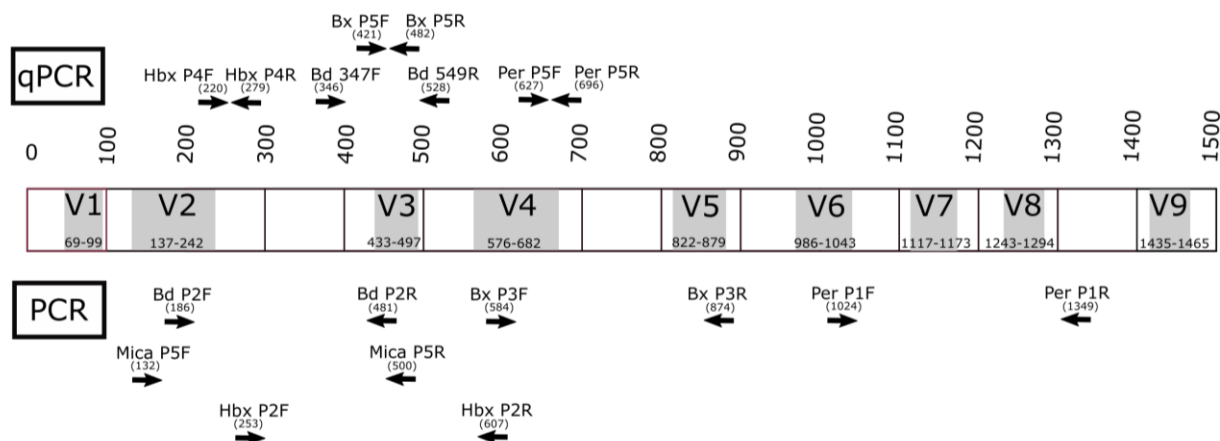 Bx P5F Bx P5R
(421) (482)
qPCR
Hbx P4F Hbx P4R Bd 347F Bd 549R Per P5F Per P5R
(220) (279) (346) (528) (627) (696)
0 100 200 300 400 500 600 700 800 900 1000 1100 1200 1300 1400 1500
V1 V2 V3 V4 V5 V6 V7 V8 V9
69-99 137-242 433-497 576-682 822-879 986-1043 1117-1173 1243-1294 1435-1465
PCR
Bd P2F Bd P2R Bx P3F Bx P3R Per P1F Per P1R
(186) (481) (584) (874) (1024) (1349)
Mica P5F Mica P5R
(132) (500)
Hbx P2F Hbx P2R
(253) (607)